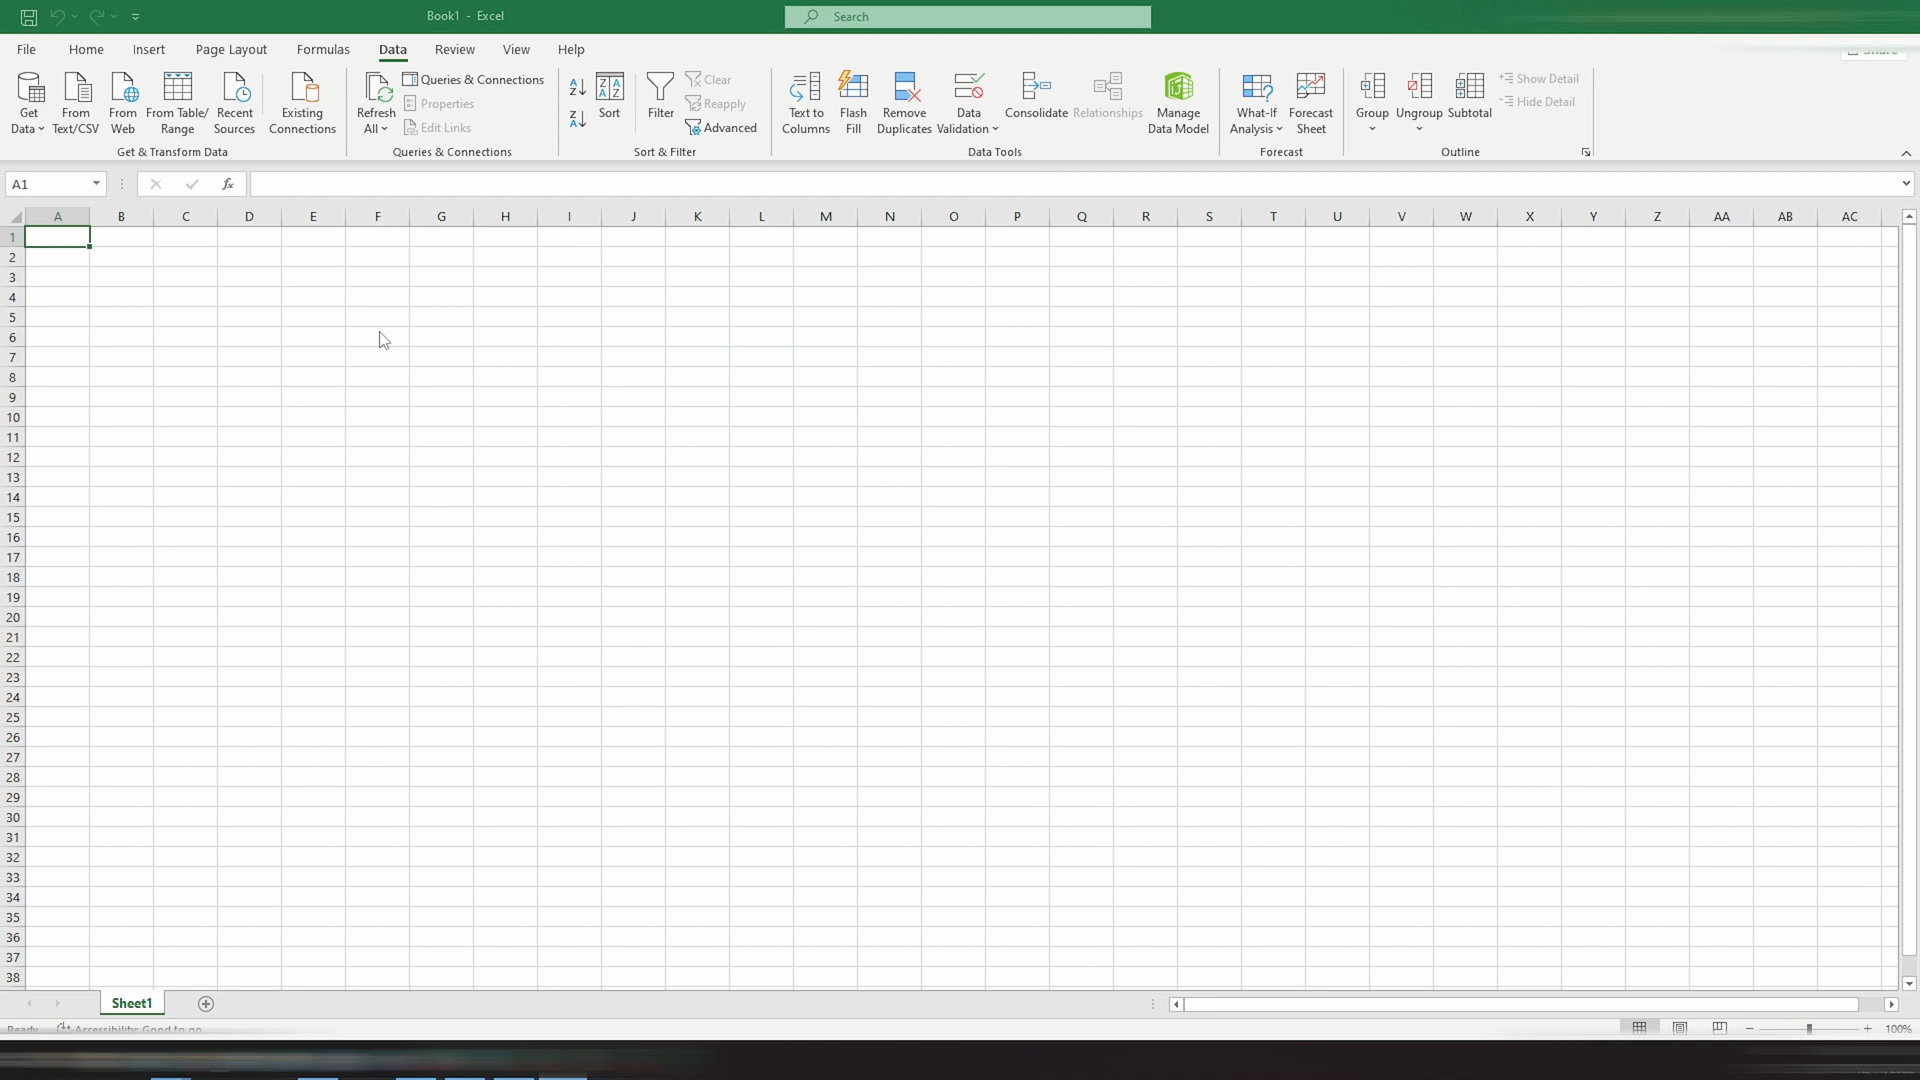 Book1 - Excel
Search
File Home Insert Page Layout Formulas Data Review View Help
Share
Get Data
From Text/CSV
From Web
From Table/ Range
Recent Sources
Existing Connections
Get & Transform Data
Refresh All
Queries & Connections
Properties
Edit Links
Queries & Connections
Sort
Filter
Clear
Reapply
Advanced
Sort & Filter
Text to Columns
Flash Fill
Remove Duplicates
Data Validation
Consolidate
Relationships
Manage Data Model
Data Tools
What-If Analysis
Forecast Sheet
Forecast
Group
Ungroup
Subtotal
Show Detail
Hide Detail
Outline
A1
fx
A B C D E F G H I J K L M N O P Q R S T U V W X Y Z AA AB AC
1
2
3
4
5
6
7
8
9
10
11
12
13
14
15
16
17
18
19
20
21
22
23
24
25
26
27
28
29
30
31
32
33
34
35
36
37
38
Sheet1
Ready Accessibility: Good to go
100%